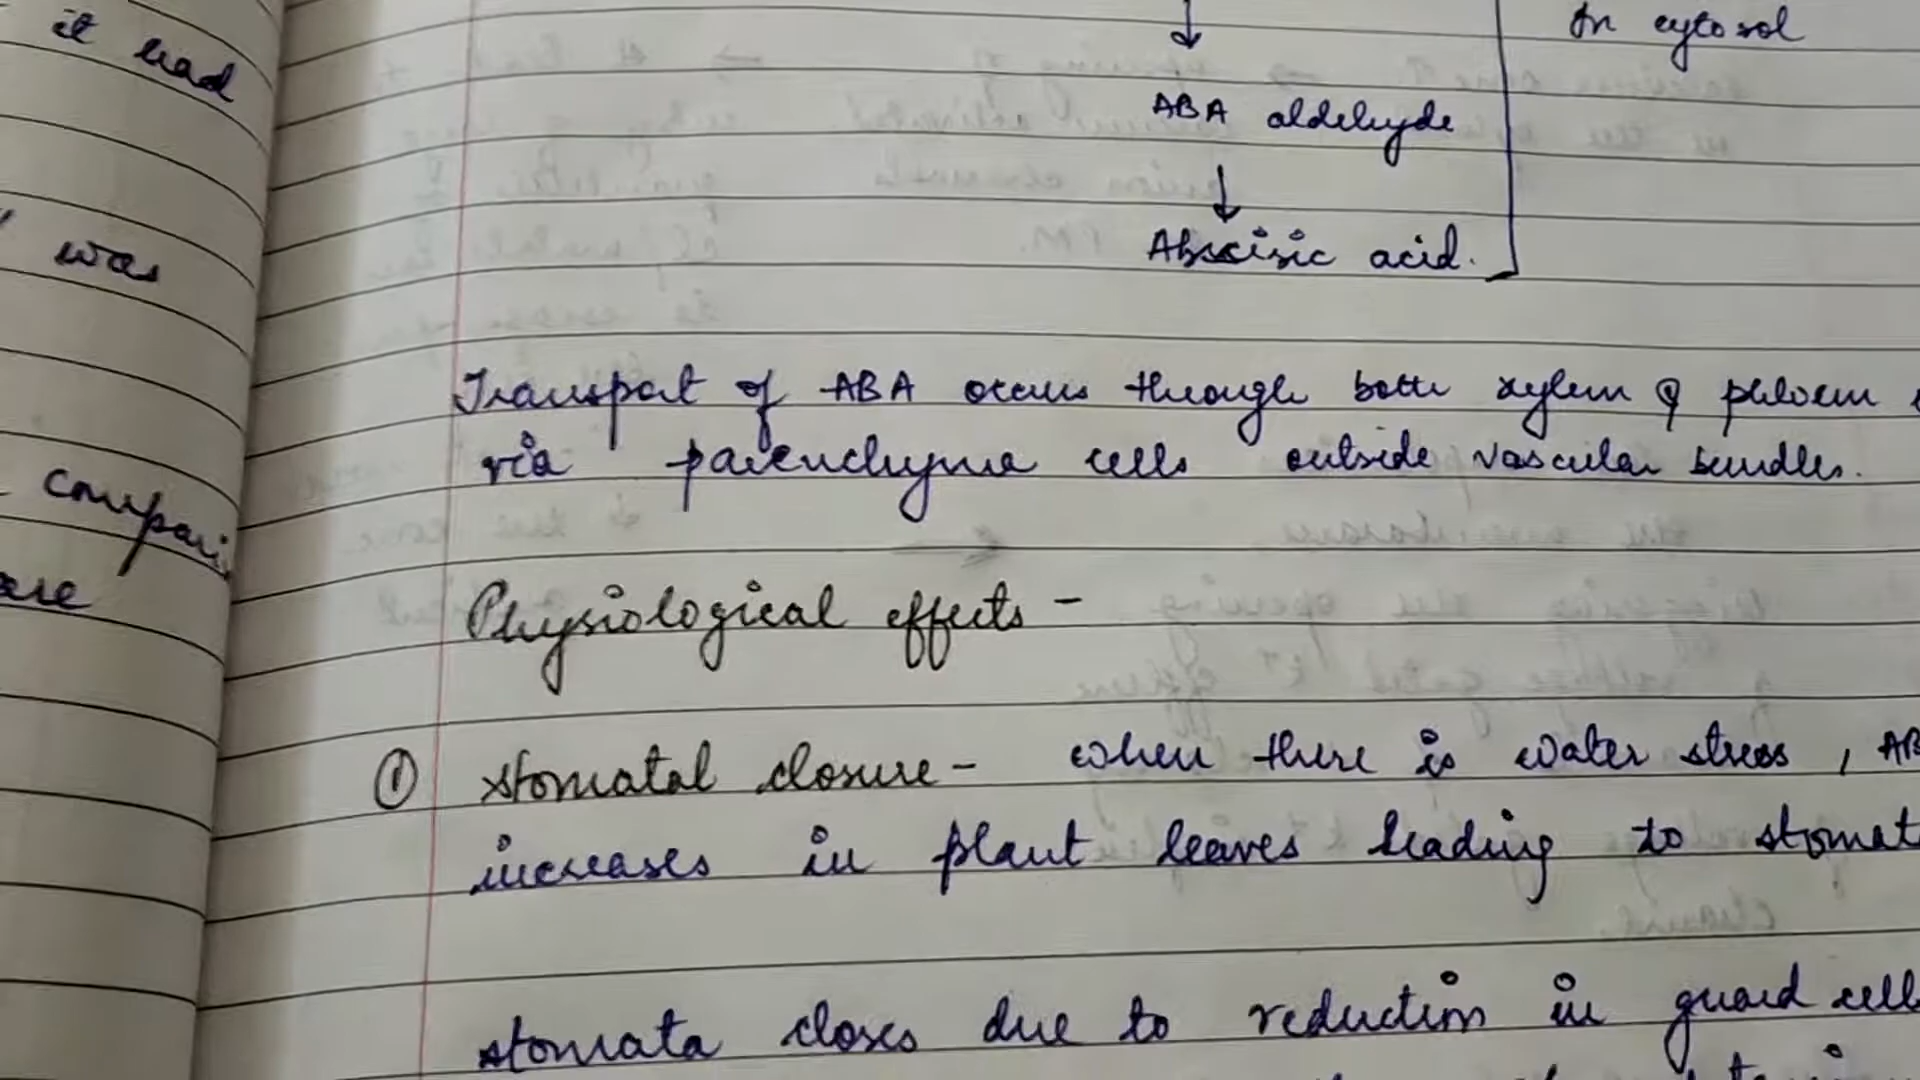 it lead
was
compari
are
In cytosol
ABA aldehyde
Abscisic acid.
Transport of ABA occurs through both xylem & phloem
via parenchyma cells outside vascular bundles.
Physiological effects -
① stomatal closure - when there is water stress, AB
increases in plant leaves leading to stomat
stomata closes due to reduction in guard cell